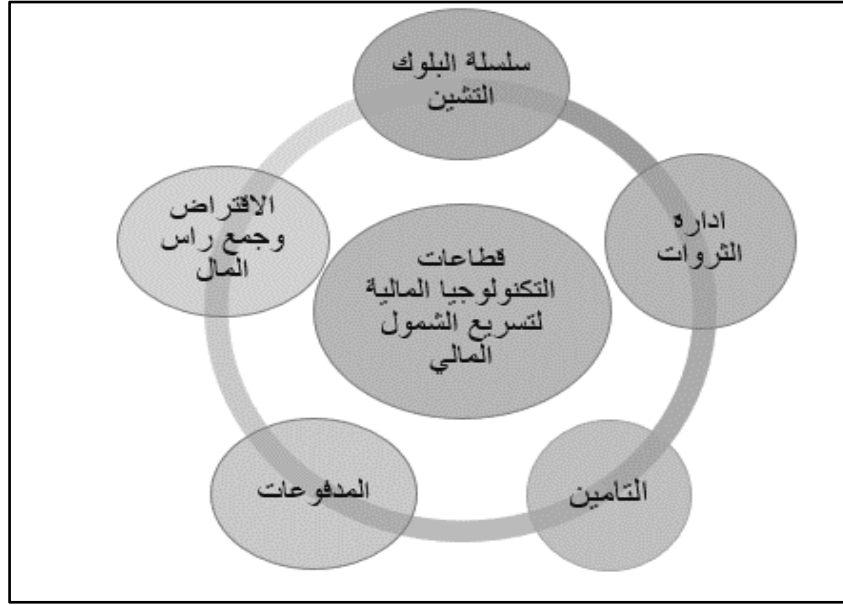 سلسلة البلوك
التشين
اداره
الثروات
الاقتراض
وجمع راس
المال
قطاعات
التكنولوجيا المالية
لتسريع الشمول
المالي
التامين
المدفوعات